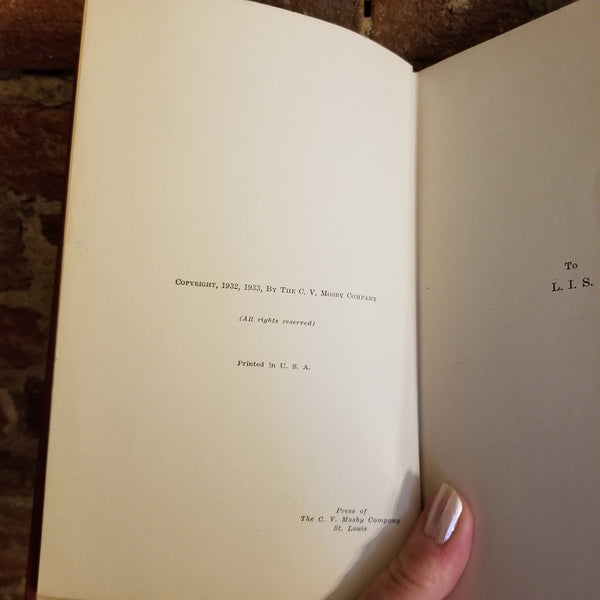 Copyright, 1932, 1933, By The C. V. Mosby Company
(All rights reserved)
Printed in U. S. A.
Press of
The C. V. Mosby Company
St. Louis
To
L. I. S.